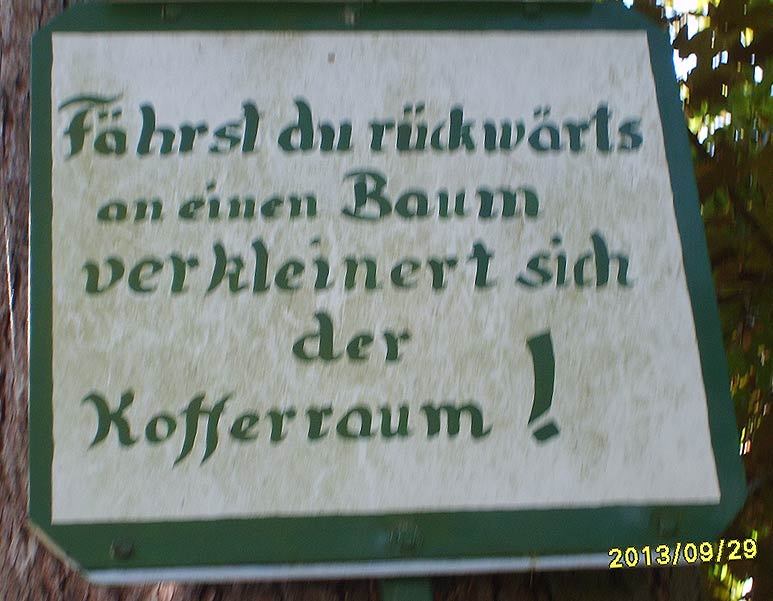 Fährst du rückwärts
an einen Baum
verkleinert sich
der
Kofferraum !
2013/09/29